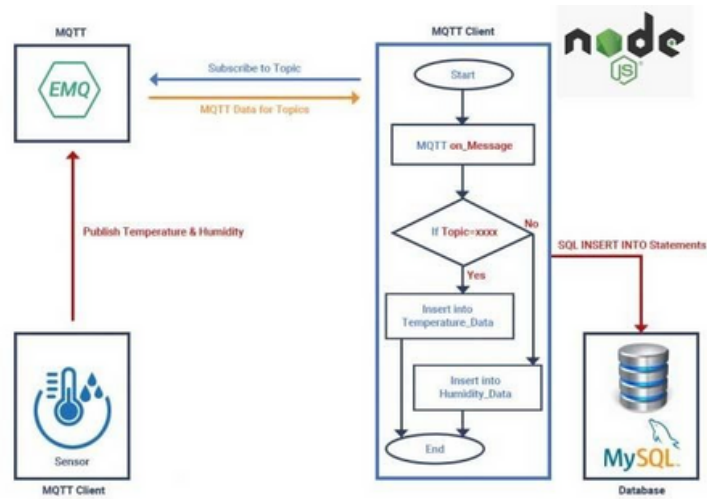 MQTT
EMQ
Subscribe to Topic
MQTT Data for Topics
Publish Temperature & Humidity
Sensor
MQTT Client
MQTT Client
node
JS
Start
MQTT on_Message
If Topic=xxxx
No
Yes
Insert into
Temperature_Data
Insert into
Humidity_Data
End
SQL INSERT INTO Statements
MySQL
Database